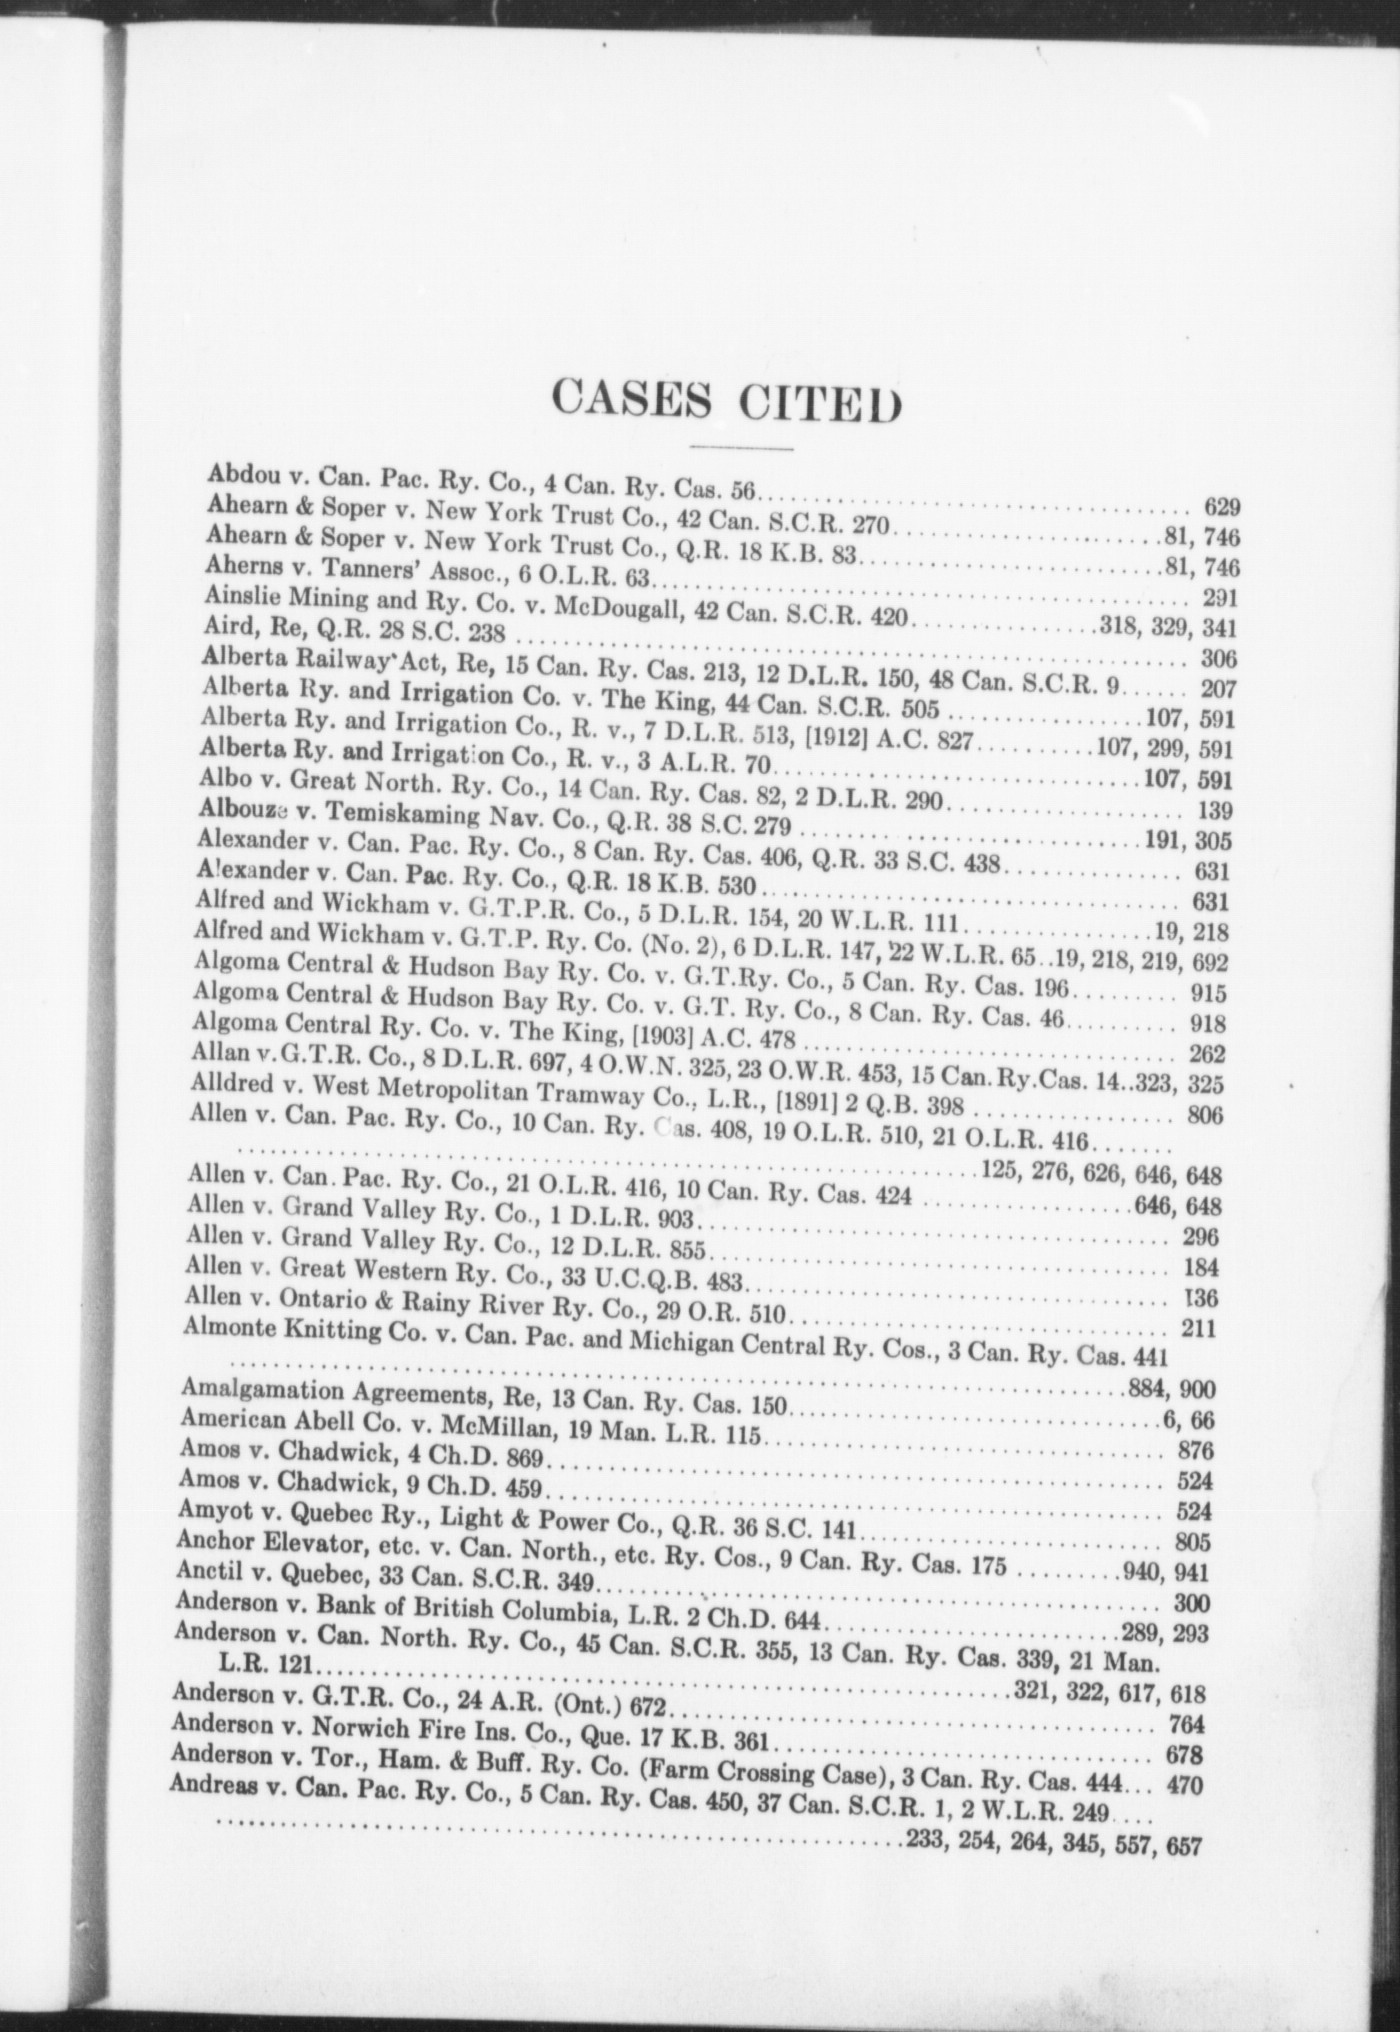 CASES CITED
Abdou v. Can. Pac. Ry. Co., 4 Can. Ry. Cas. 56........ 629
Ahearn & Soper v. New York Trust Co., 42 Can. S.C.R. 270........81, 746
Ahearn & Soper v. New York Trust Co., Q.R. 18 K.B. 83........81, 746
Aherns v. Tanners' Assoc., 6 O.L.R. 63........ 291
Ainslie Mining and Ry. Co. v. McDougall, 42 Can. S.C.R. 420........318, 329, 341
Aird, Re, Q.R. 28 S.C. 238 ........ 306
Alberta Railway Act, Re, 15 Can. Ry. Cas. 213, 12 D.L.R. 150, 48 Can. S.C.R. 9...... 207
Alberta Ry. and Irrigation Co. v. The King, 44 Can. S.C.R. 505 ........107, 591
Alberta Ry. and Irrigation Co., R. v., 7 D.L.R. 513, [1912] A.C. 827........107, 299, 591
Alberta Ry. and Irrigation Co., R. v., 3 A.L.R. 70........107, 591
Albo v. Great North. Ry. Co., 14 Can. Ry. Cas. 82, 2 D.L.R. 290........ 139
Albouze v. Temiskaming Nav. Co., Q.R. 38 S.C. 279 ........191, 305
Alexander v. Can. Pac. Ry. Co., 8 Can. Ry. Cas. 406, Q.R. 33 S.C. 438........ 631
Alexander v. Can. Pac. Ry. Co., Q.R. 18 K.B. 530........ 631
Alfred and Wickham v. G.T.P.R. Co., 5 D.L.R. 154, 20 W.L.R. 111........19, 218
Alfred and Wickham v. G.T.P. Ry. Co. (No. 2), 6 D.L.R. 147, 22 W.L.R. 65..19, 218, 219, 692
Algoma Central & Hudson Bay Ry. Co. v. G.T.Ry. Co., 5 Can. Ry. Cas. 196........ 915
Algoma Central & Hudson Bay Ry. Co. v. G.T. Ry. Co., 8 Can. Ry. Cas. 46........ 918
Algoma Central Ry. Co. v. The King, [1903] A.C. 478 ........ 262
Allan v. G.T.R. Co., 8 D.L.R. 697, 4 O.W.N. 325, 23 O.W.R. 453, 15 Can. Ry. Cas. 14..323, 325
Alldred v. West Metropolitan Tramway Co., L.R., [1891] 2 Q.B. 398 ........ 806
Allen v. Can. Pac. Ry. Co., 10 Can. Ry. Cas. 408, 19 O.L.R. 510, 21 O.L.R. 416.......
........125, 276, 626, 646, 648
Allen v. Can. Pac. Ry. Co., 21 O.L.R. 416, 10 Can. Ry. Cas. 424 ........646, 648
Allen v. Grand Valley Ry. Co., 1 D.L.R. 903........ 296
Allen v. Grand Valley Ry. Co., 12 D.L.R. 855........ 184
Allen v. Great Western Ry. Co., 33 U.C.Q.B. 483........ 136
Allen v. Ontario & Rainy River Ry. Co., 29 O.R. 510........ 211
Almonte Knitting Co. v. Can. Pac. and Michigan Central Ry. Cos., 3 Can. Ry. Cas. 441
........884, 900
Amalgamation Agreements, Re, 13 Can. Ry. Cas. 150........6, 66
American Abell Co. v. McMillan, 19 Man. L.R. 115........ 876
Amos v. Chadwick, 4 Ch.D. 869........ 524
Amos v. Chadwick, 9 Ch.D. 459........ 524
Amyot v. Quebec Ry., Light & Power Co., Q.R. 36 S.C. 141........ 805
Anchor Elevator, etc. v. Can. North., etc. Ry. Cos., 9 Can. Ry. Cas. 175 ........940, 941
Anctil v. Quebec, 33 Can. S.C.R. 349........ 300
Anderson v. Bank of British Columbia, L.R. 2 Ch.D. 644........289, 293
Anderson v. Can. North. Ry. Co., 45 Can. S.C.R. 355, 13 Can. Ry. Cas. 339, 21 Man.
L.R. 121........321, 322, 617, 618
Anderson v. G.T.R. Co., 24 A.R. (Ont.) 672........ 764
Anderson v. Norwich Fire Ins. Co., Que. 17 K.B. 361........ 678
Anderson v. Tor., Ham. & Buff. Ry. Co. (Farm Crossing Case), 3 Can. Ry. Cas. 444... 470
Andreas v. Can. Pac. Ry. Co., 5 Can. Ry. Cas. 450, 37 Can. S.C.R. 1, 2 W.L.R. 249....
........233, 254, 264, 345, 557, 657